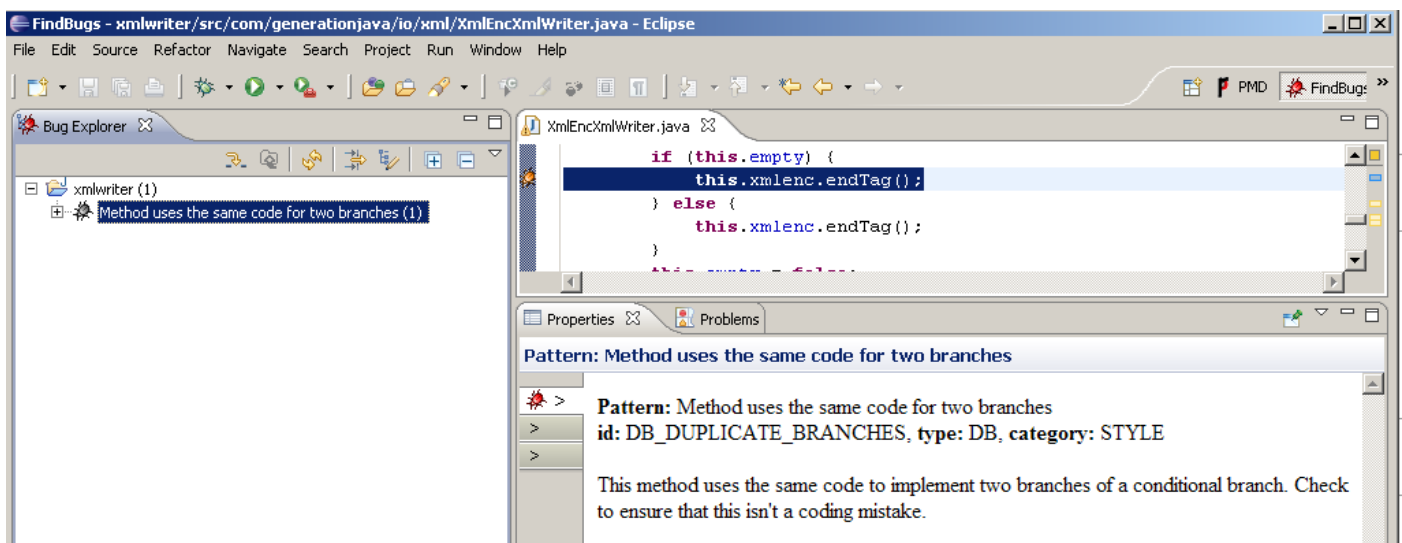 FindBugs - xmlwriter/src/com/generationjava/io/xml/XmlEncXmlWriter.java - Eclipse
File Edit Source Refactor Navigate Search Project Run Window Help
PMD FindBugs
Bug Explorer
xmlwriter (1)
Method uses the same code for two branches (1)
XmlEncXmlWriter.java
if (this.empty) {
this.xmlenc.endTag();
} else {
this.xmlenc.endTag();
}
this.empty = false;
Properties Problems
Pattern: Method uses the same code for two branches
Pattern: Method uses the same code for two branches
id: DB_DUPLICATE_BRANCHES, type: DB, category: STYLE
This method uses the same code to implement two branches of a conditional branch. Check
to ensure that this isn't a coding mistake.